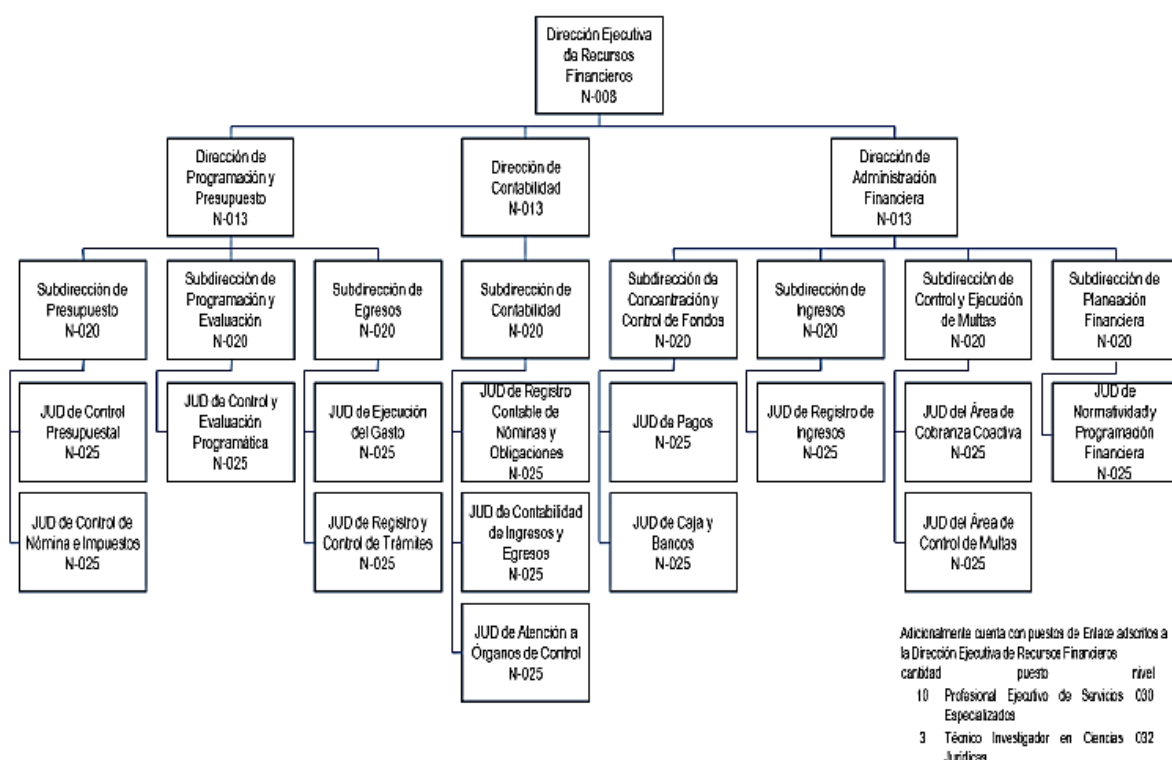 Dirección Ejecutiva
de Recursos
Financieros
N-008
Dirección de
Programación y
Presupuesto
N-013
Dirección de
Contabilidad
N-013
Dirección de
Administración
Financiera
N-013
Subdirección de
Presupuesto
N-020
Subdirección de
Programación y
Evaluación
N-020
Subdirección de
Egresos
N-020
Subdirección de
Contabilidad
N-020
Subdirección de
Concentración y
Control de Fondos
N-020
Subdirección de
Ingresos
N-020
Subdirección de
Control y Ejecución
de Multas
N-020
Subdirección de
Planeación
Financiera
N-020
JUD de Control
Presupuestal
N-025
JUD de Control y
Evaluación
Programática
N-025
JUD de Ejecución
del Gasto
N-025
JUD de Registro
Contable de
Nóminas y
Obligaciones
N-025
JUD de Pagos
N-025
JUD de Registro de
Ingresos
N-025
JUD del Área de
Cobranza Coactiva
N-025
JUD de
Normatividad y
Programación
Financiera
N-025
JUD de Control de
Nómina e Impuestos
N-025
JUD de Registro y
Control de Trámites
N-025
JUD de Contabilidad
de Ingresos y
Egresos
N-025
JUD de Caja y
Bancos
N-025
JUD del Área de
Control de Multas
N-025
JUD de Atención a
Órganos de Control
N-025
Adicionalmente cuenta con puestos de Enlace adscritos a
la Dirección Ejecutiva de Recursos Financieros
cantidad puesto nivel
10 Profesional Ejecutivo de Servicios 030
Especializados
3 Técnico Investigador en Ciencias 032
Jurídicas